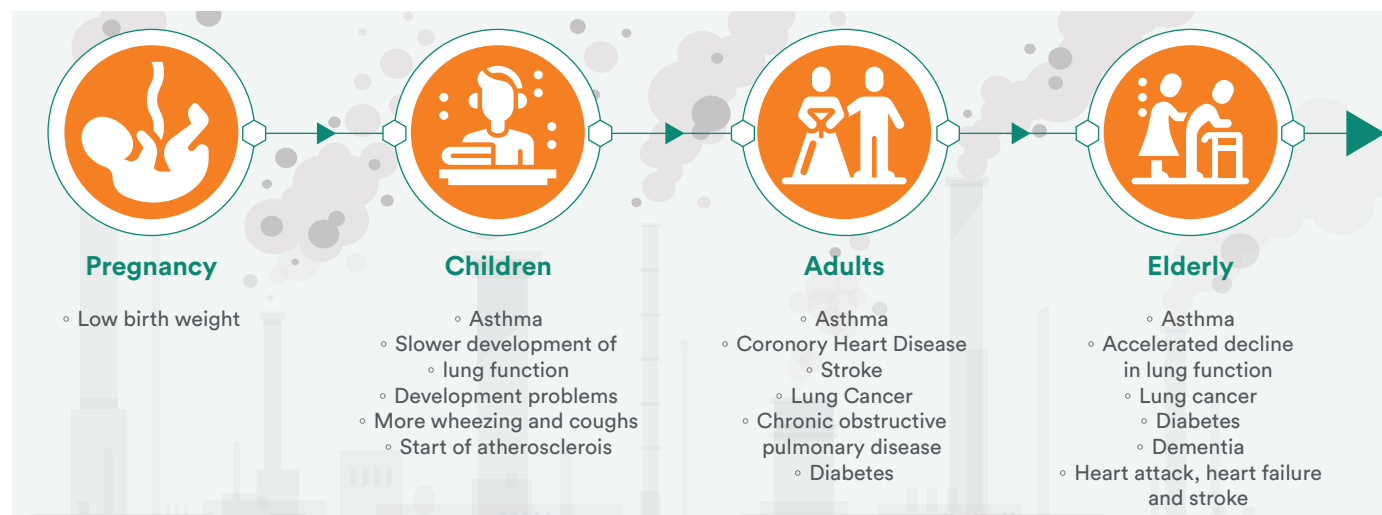 Pregnancy
◦ Low birth weight
Children
◦ Asthma
◦ Slower development of
◦ lung function
◦ Development problems
◦ More wheezing and coughs
◦ Start of atherosclerois
Adults
◦ Asthma
◦ Coronory Heart Disease
◦ Stroke
◦ Lung Cancer
◦ Chronic obstructive
pulmonary disease
◦ Diabetes
Elderly
◦ Asthma
◦ Accelerated decline
in lung function
◦ Lung cancer
◦ Diabetes
◦ Dementia
◦ Heart attack, heart failure
and stroke